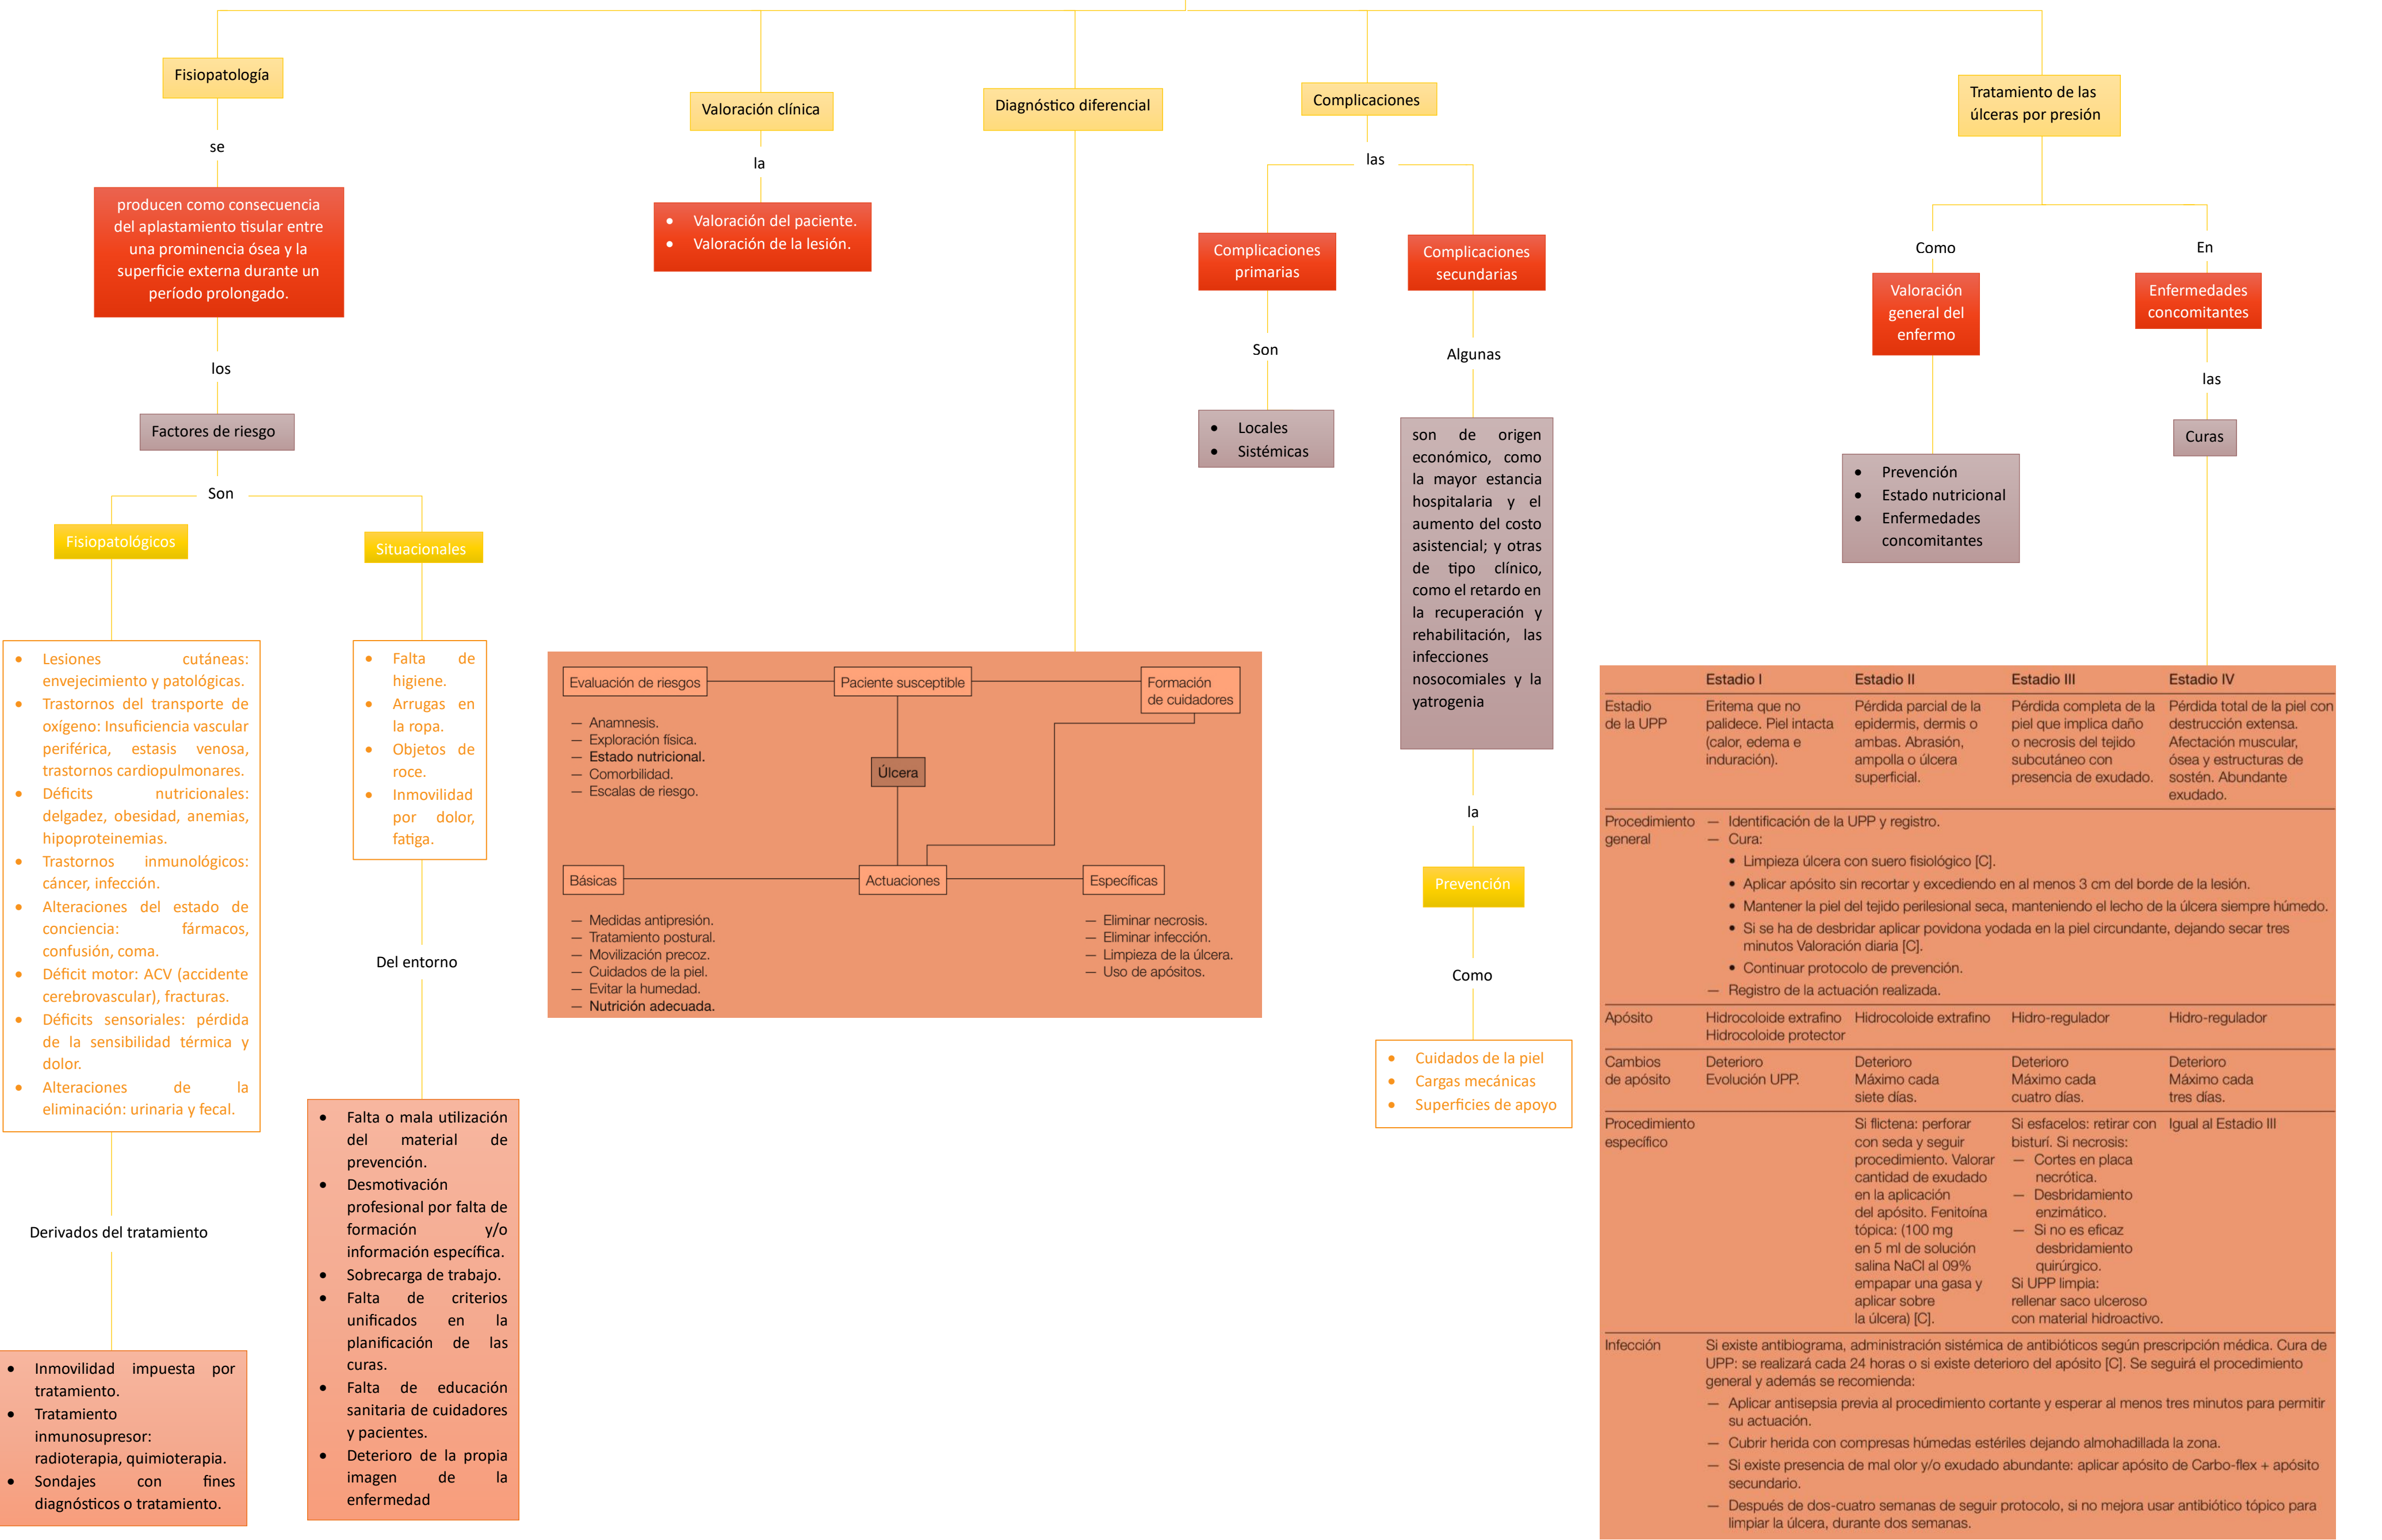 Fisiopatología
se
producen como consecuencia
del aplastamiento tisular entre
una prominencia ósea y la
superficie externa durante un
período prolongado.
los
Factores de riesgo
Son
Fisiopatológicos
• Lesiones cutáneas:
envejecimiento y patológicas.
• Trastornos del transporte de
oxígeno: Insuficiencia vascular
periférica, estasis venosa,
trastornos cardiopulmonares.
• Déficits nutricionales:
delgadez, obesidad, anemias,
hipoproteinemias.
• Trastornos inmunológicos:
cáncer, infección.
• Alteraciones del estado de
conciencia: fármacos,
confusión, coma.
• Déficit motor: ACV (accidente
cerebrovascular), fracturas.
• Déficits sensoriales: pérdida
de la sensibilidad térmica y
dolor.
• Alteraciones de la
eliminación: urinaria y fecal.
Derivados del tratamiento
• Inmovilidad impuesta por
tratamiento.
• Tratamiento
inmunosupresor:
radioterapia, quimioterapia.
• Sondajes con fines
diagnósticos o tratamiento.
Situacionales
• Falta de
higiene.
• Arrugas en
la ropa.
• Objetos de
roce.
• Inmovilidad
por dolor,
fatiga.
Del entorno
• Falta o mala utilización
del material de
prevención.
• Desmotivación
profesional por falta de
formación y/o
información específica.
• Sobrecarga de trabajo.
• Falta de criterios
unificados en la
planificación de las
curas.
• Falta de educación
sanitaria de cuidadores
y pacientes.
• Deterioro de la propia
imagen de la
enfermedad
Valoración clínica
la
• Valoración del paciente.
• Valoración de la lesión.
Diagnóstico diferencial
Evaluación de riesgos
— Anamnesis.
— Exploración física.
— Estado nutricional.
— Comorbilidad.
— Escalas de riesgo.
Paciente susceptible
Formación
de cuidadores
Úlcera
Básicas
— Medidas antipresión.
— Tratamiento postural.
— Movilización precoz.
— Cuidados de la piel.
— Evitar la humedad.
— Nutrición adecuada.
Actuaciones
Específicas
— Eliminar necrosis.
— Eliminar infección.
— Limpieza de la úlcera.
— Uso de apósitos.
Complicaciones
las
Complicaciones
primarias
Son
• Locales
• Sistémicas
Complicaciones
secundarias
Algunas
son de origen
económico, como
la mayor estancia
hospitalaria y el
aumento del costo
asistencial; y otras
de tipo clínico,
como el retardo en
la recuperación y
rehabilitación, las
infecciones
nosocomiales y la
yatrogenia
la
Prevención
Como
• Cuidados de la piel
• Cargas mecánicas
• Superficies de apoyo
Tratamiento de las
úlceras por presión
Como
Valoración
general del
enfermo
• Prevención
• Estado nutricional
• Enfermedades
concomitantes
En
Enfermedades
concomitantes
las
Curas
Estadio I
Estadio II
Estadio III
Estadio IV
Estadio
de la UPP
Eritema que no
palidece. Piel intacta
(calor, edema e
induración).
Pérdida parcial de la
epidermis, dermis o
ambas. Abrasión,
ampolla o úlcera
superficial.
Pérdida completa de la
piel que implica daño
o necrosis del tejido
subcutáneo con
presencia de exudado.
Pérdida total de la piel con
destrucción extensa.
Afectación muscular,
ósea y estructuras de
sostén. Abundante
exudado.
Procedimiento
general
— Identificación de la UPP y registro.
— Cura:
• Limpieza úlcera con suero fisiológico [C].
• Aplicar apósito sin recortar y excediendo en al menos 3 cm del borde de la lesión.
• Mantener la piel del tejido perilesional seca, manteniendo el lecho de la úlcera siempre húmedo.
• Si se ha de desbridar aplicar povidona yodada en la piel circundante, dejando secar tres
minutos Valoración diaria [C].
• Continuar protocolo de prevención.
— Registro de la actuación realizada.
Apósito
Hidrocoloide extrafino
Hidrocoloide protector
Hidrocoloide extrafino
Hidro-regulador
Hidro-regulador
Cambios
de apósito
Deterioro
Evolución UPP.
Deterioro
Máximo cada
siete días.
Deterioro
Máximo cada
cuatro días.
Deterioro
Máximo cada
tres días.
Procedimiento
específico
Si flictena: perforar
con seda y seguir
procedimiento. Valorar
cantidad de exudado
en la aplicación
del apósito. Fenitoína
tópica: (100 mg
en 5 ml de solución
salina NaCl al 09%
empapar una gasa y
aplicar sobre
la úlcera) [C].
Si esfacelos: retirar con
bisturí. Si necrosis:
— Cortes en placa
necrótica.
— Desbridamiento
enzimático.
— Si no es eficaz
desbridamiento
quirúrgico.
Si UPP limpia:
rellenar saco ulceroso
con material hidroactivo.
Igual al Estadio III
Infección
Si existe antibiograma, administración sistémica de antibióticos según prescripción médica. Cura de
UPP: se realizará cada 24 horas o si existe deterioro del apósito [C]. Se seguirá el procedimiento
general y además se recomienda:
— Aplicar antisepsia previa al procedimiento cortante y esperar al menos tres minutos para permitir
su actuación.
— Cubrir herida con compresas húmedas estériles dejando almohadillada la zona.
— Si existe presencia de mal olor y/o exudado abundante: aplicar apósito de Carbo-flex + apósito
secundario.
— Después de dos-cuatro semanas de seguir protocolo, si no mejora usar antibiótico tópico para
limpiar la úlcera, durante dos semanas.